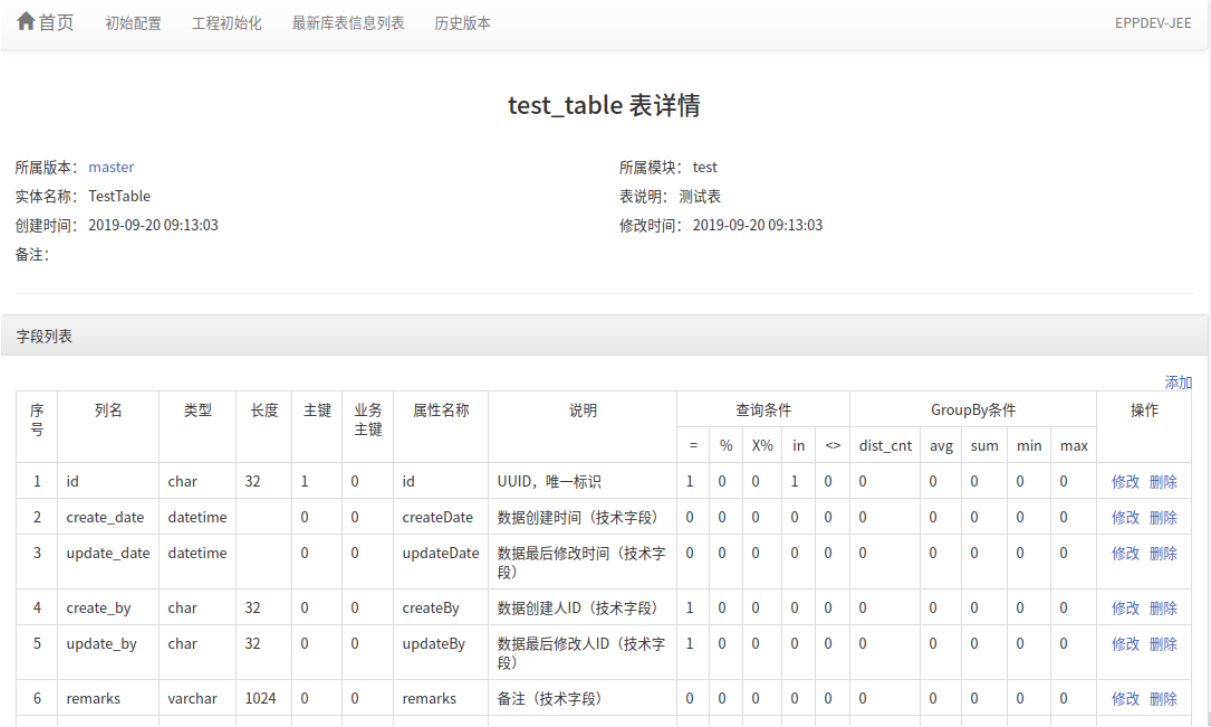 首页 初始配置 工程初始化 最新库表信息列表 历史版本 EPPDEV-JEE
test_table 表详情
所属版本： master 所属模块： test
实体名称： TestTable 表说明： 测试表
创建时间： 2019-09-20 09:13:03 修改时间： 2019-09-20 09:13:03
备注：
字段列表
添加
序号 列名 类型 长度 主键 业务主键 属性名称 说明 查询条件 GroupBy条件 操作
= % X% in <> dist_cnt avg sum min max
1 id char 32 1 0 id UUID，唯一标识 1 0 0 1 0 0 0 0 0 0 修改 删除
2 create_date datetime 0 0 createDate 数据创建时间（技术字段） 0 0 0 0 0 0 0 0 0 0 修改 删除
3 update_date datetime 0 0 updateDate 数据最后修改时间（技术字段） 0 0 0 0 0 0 0 0 0 0 修改 删除
4 create_by char 32 0 0 createBy 数据创建人ID（技术字段） 1 0 0 0 0 0 0 0 0 0 修改 删除
5 update_by char 32 0 0 updateBy 数据最后修改人ID（技术字段） 1 0 0 0 0 0 0 0 0 0 修改 删除
6 remarks varchar 1024 0 0 remarks 备注（技术字段） 0 0 0 0 0 0 0 0 0 0 修改 删除